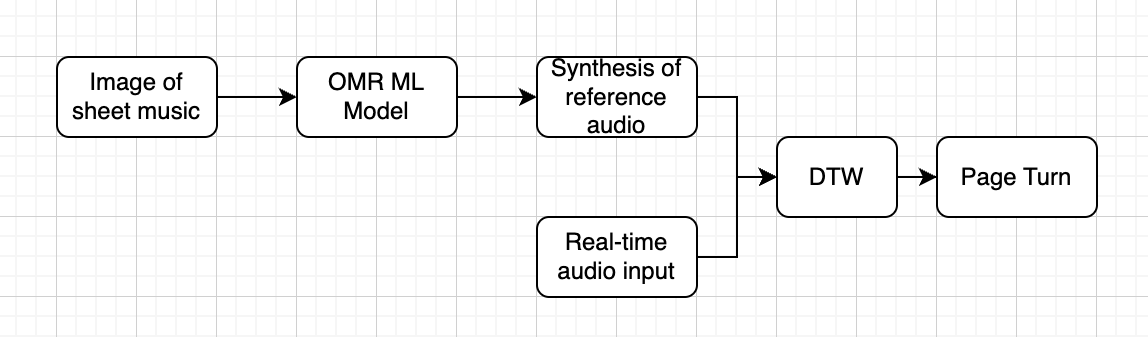 Image of
sheet music
OMR ML
Model
Synthesis of
reference
audio
Real-time
audio input
DTW
Page Turn